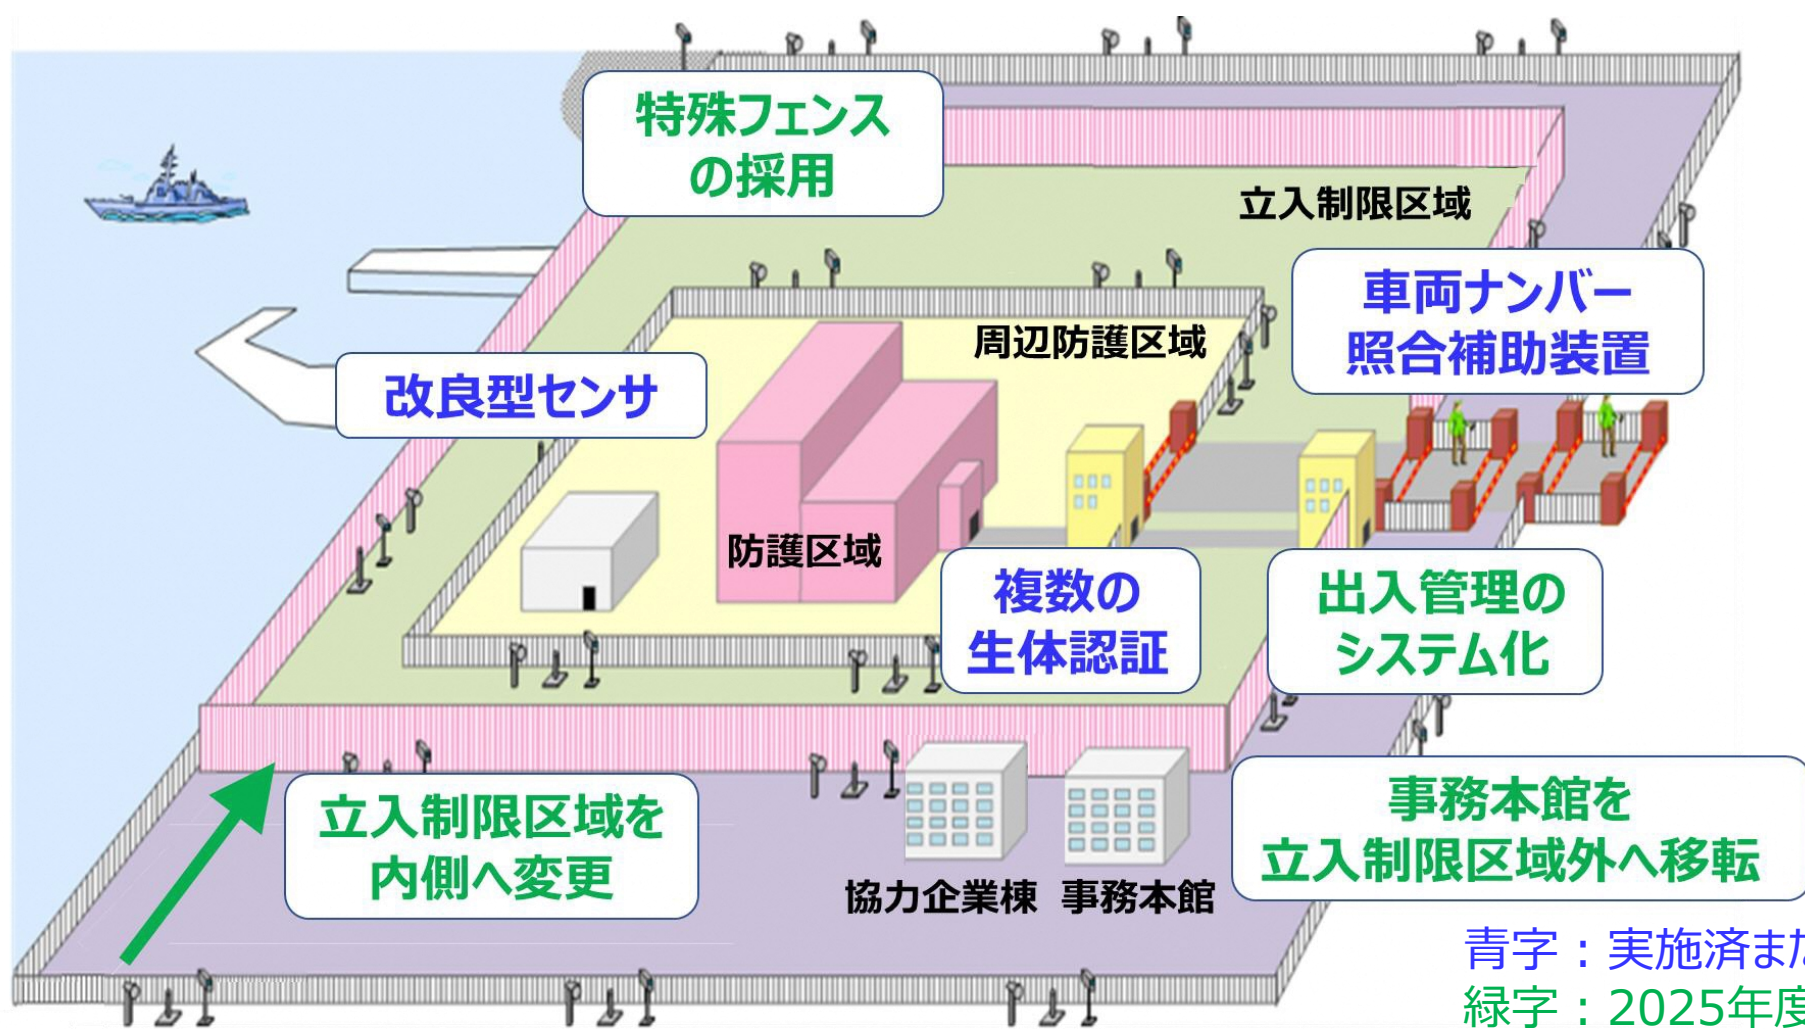 特殊フェンス
の採用
立入制限区域
車両ナンバー
照合補助装置
周辺防護区域
改良型センサ
防護区域
複数の
生体認証
出入管理の
システム化
立入制限区域を
内側へ変更
事務本館を
立入制限区域外へ移転
協力企業棟 事務本館
青字：実施済また
緑字：2025年度